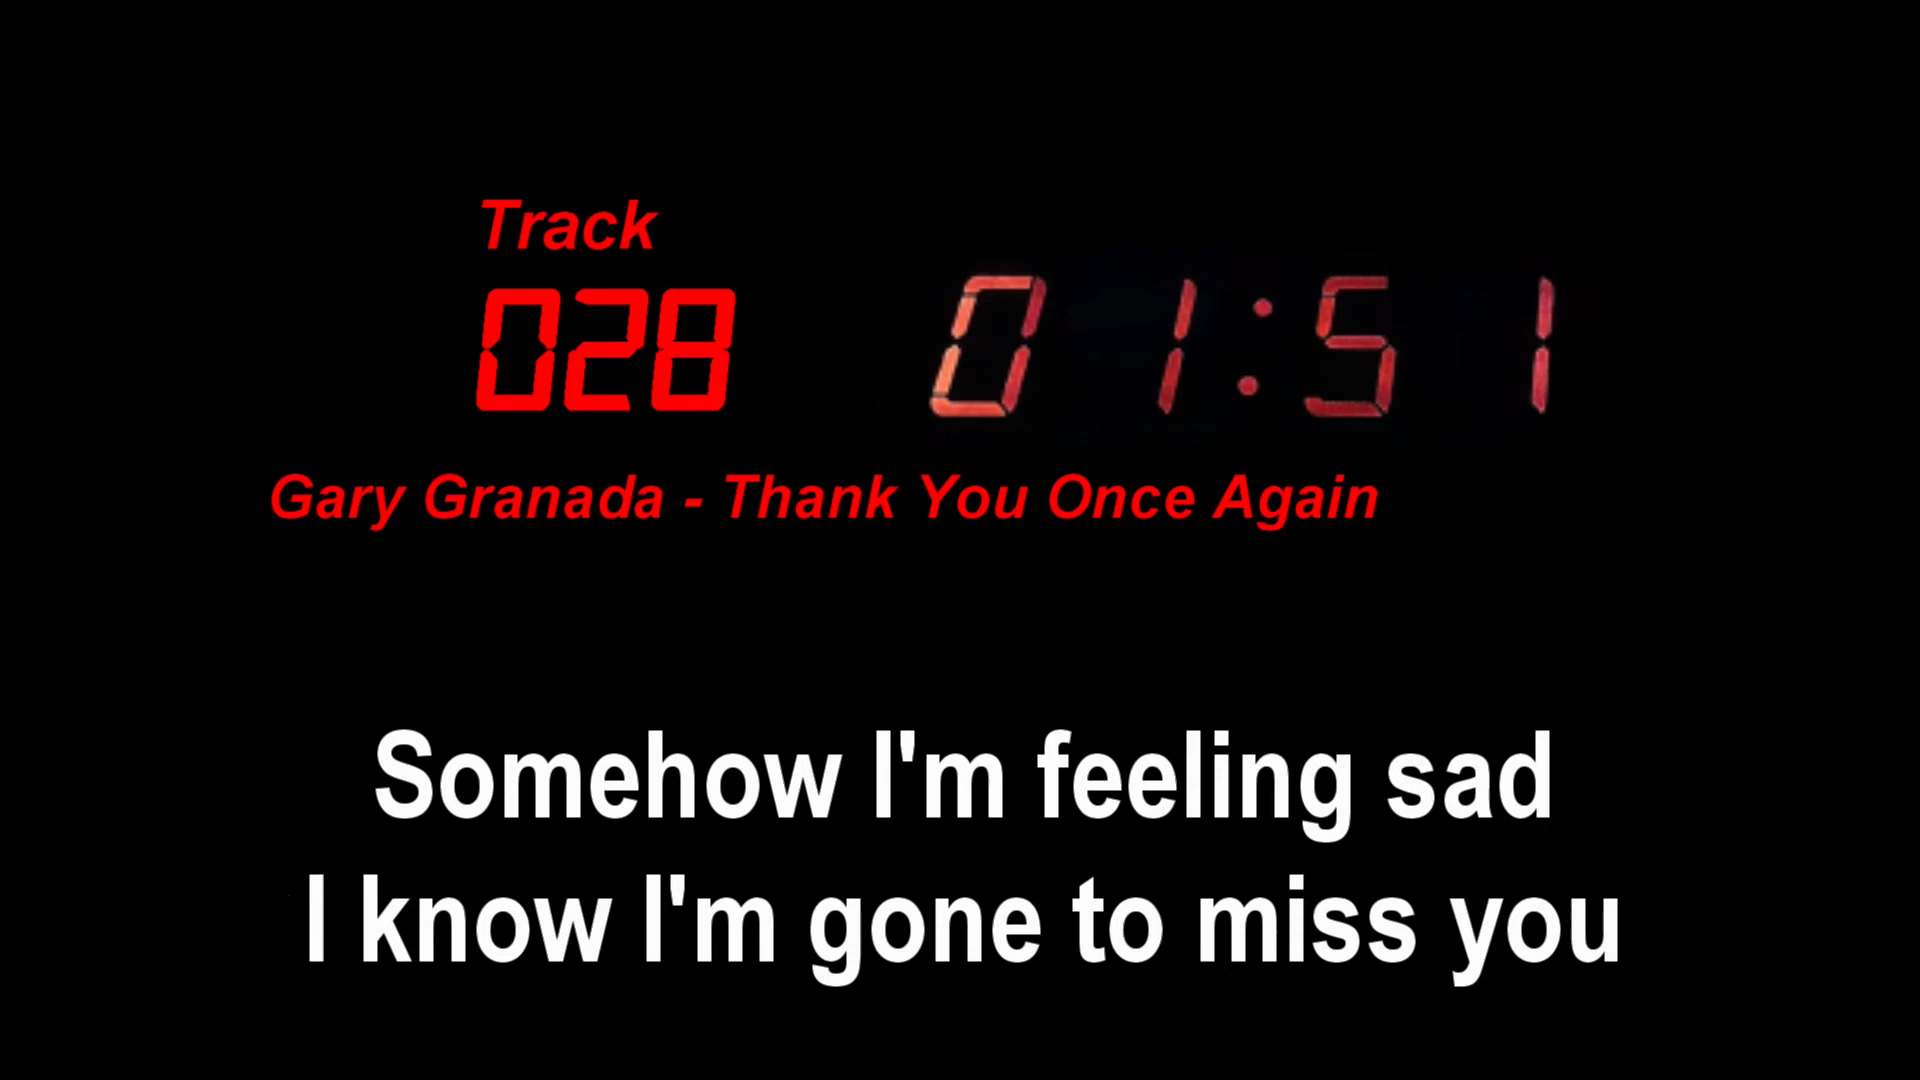 Track
028 01:51
Gary Granada - Thank You Once Again
Somehow I'm feeling sad
I know I'm gone to miss you